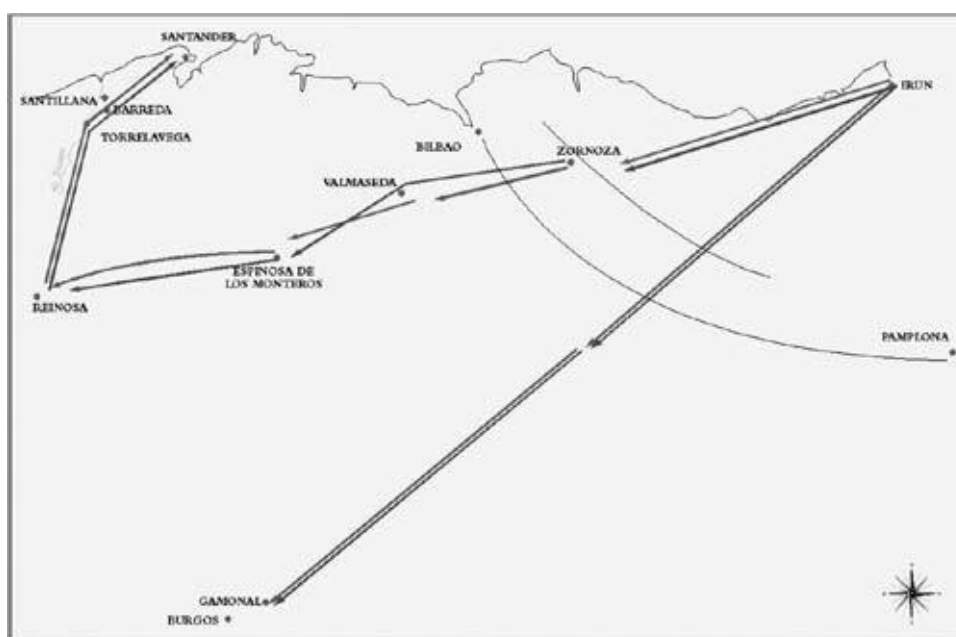 SANTANDER
SANTILLANA
BARREDA
TORRELAVEGA
IRUN
BILBAO
ZORNOZA
VALMASEDA
ESPINOSA DE
LOS MONTEROS
REINOSA
PAMPLONA
GAMONAL
BURGOS